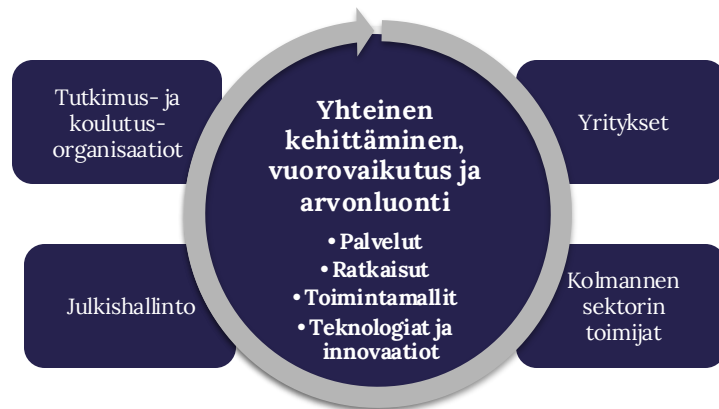 Tutkimus- ja
koulutus-
organisaatiot
Yhteinen
kehittäminen,
vuorovaikutus ja
arvonluonti
• Palvelut
• Ratkaisut
• Toimintamallit
• Teknologiat ja
innovaatiot
Yritykset
Julkishallinto
Kolmannen
sektorin
toimijat